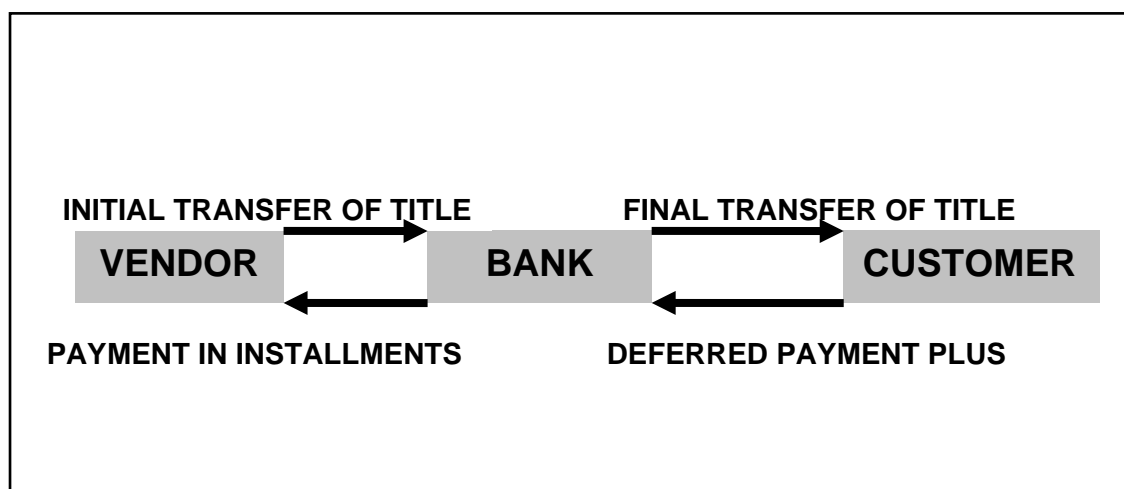 INITIAL TRANSFER OF TITLE
FINAL TRANSFER OF TITLE
VENDOR
BANK
CUSTOMER
PAYMENT IN INSTALLMENTS
DEFERRED PAYMENT PLUS